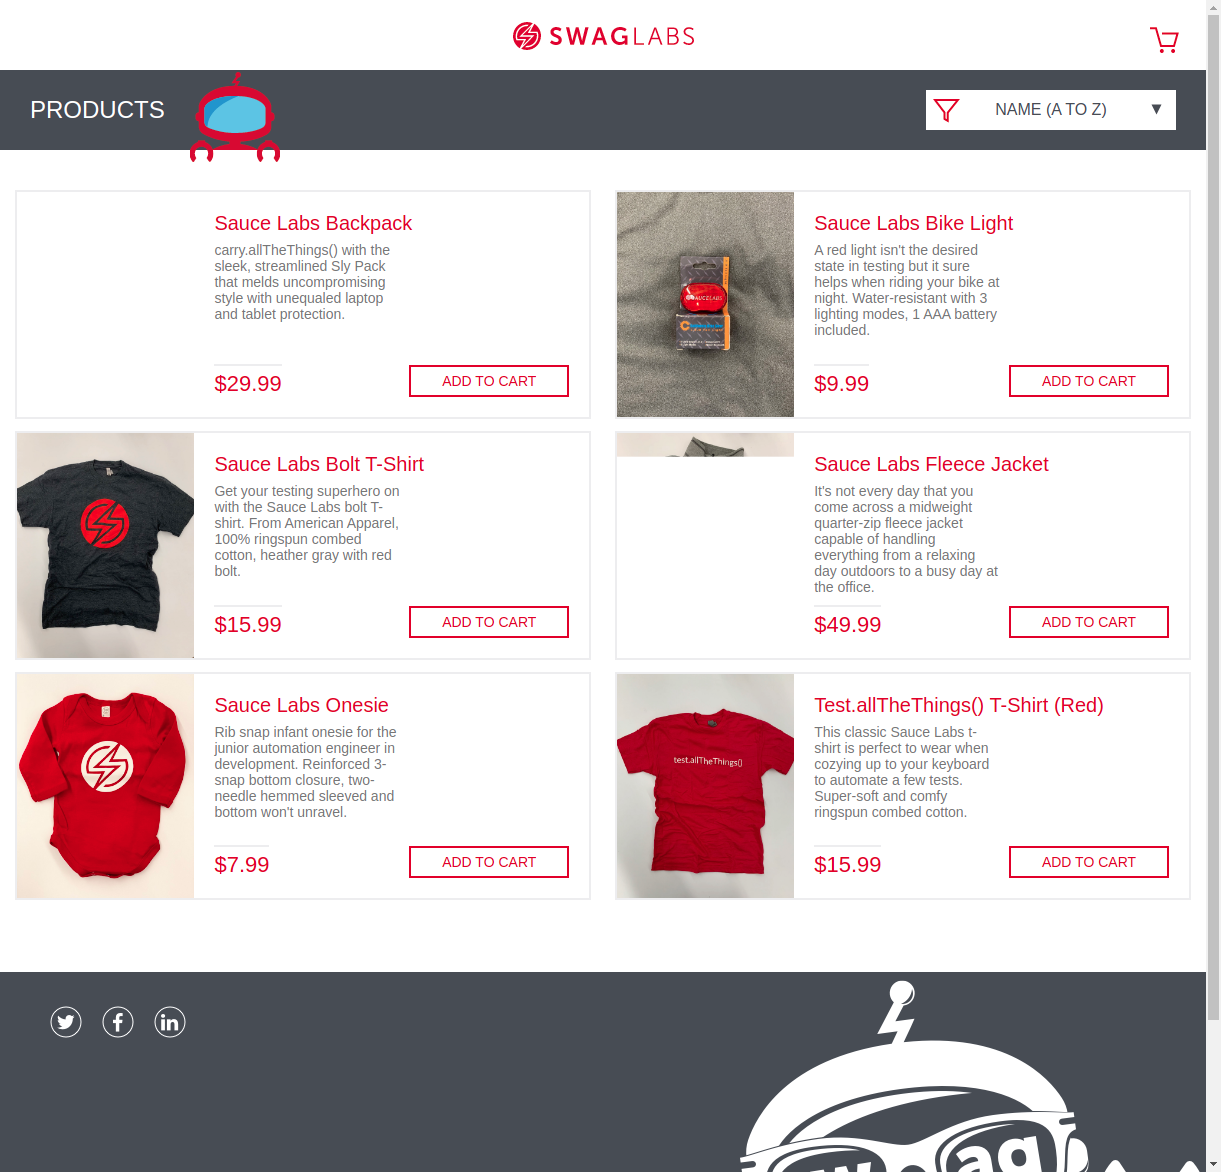 SWAGLABS
PRODUCTS
NAME (A TO Z)
Sauce Labs Backpack
carry.allTheThings() with the
sleek, streamlined Sly Pack
that melds uncompromising
style with unequaled laptop
and tablet protection.
$29.99
ADD TO CART
Sauce Labs Bike Light
A red light isn't the desired
state in testing but it sure
helps when riding your bike at
night. Water-resistant with 3
lighting modes, 1 AAA battery
included.
$9.99
ADD TO CART
SAUCELABS
Sauce Labs Bolt T-Shirt
Get your testing superhero on
with the Sauce Labs bolt T-
shirt. From American Apparel,
100% ringspun combed
cotton, heather gray with red
bolt.
$15.99
ADD TO CART
Sauce Labs Fleece Jacket
It's not every day that you
come across a midweight
quarter-zip fleece jacket
capable of handling
everything from a relaxing
day outdoors to a busy day at
the office.
$49.99
ADD TO CART
Sauce Labs Onesie
Rib snap infant onesie for the
junior automation engineer in
development. Reinforced 3-
snap bottom closure, two-
needle hemmed sleeved and
bottom won't unravel.
$7.99
ADD TO CART
test.allTheThings()
Test.allTheThings() T-Shirt (Red)
This classic Sauce Labs t-
shirt is perfect to wear when
cozying up to your keyboard
to automate a few tests.
Super-soft and comfy
ringspun combed cotton.
$15.99
ADD TO CART